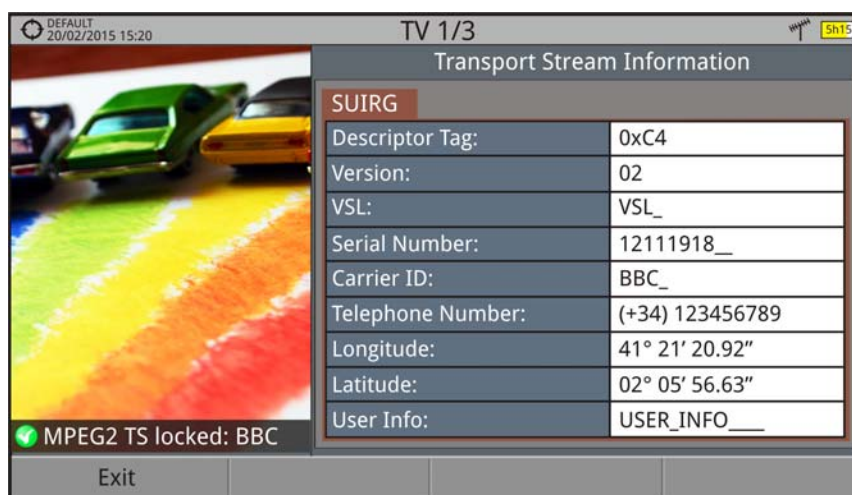 DEFAULT
20/02/2015 15:20
TV 1/3
5h15
Transport Stream Information
SUIRG
Descriptor Tag: 0xC4
Version: 02
VSL: VSL_
Serial Number: 12111918__
Carrier ID: BBC_
Telephone Number: (+34) 123456789
Longitude: 41° 21′ 20.92”
Latitude: 02° 05′ 56.63”
User Info: USER_INFO____
MPEG2 TS locked: BBC
Exit